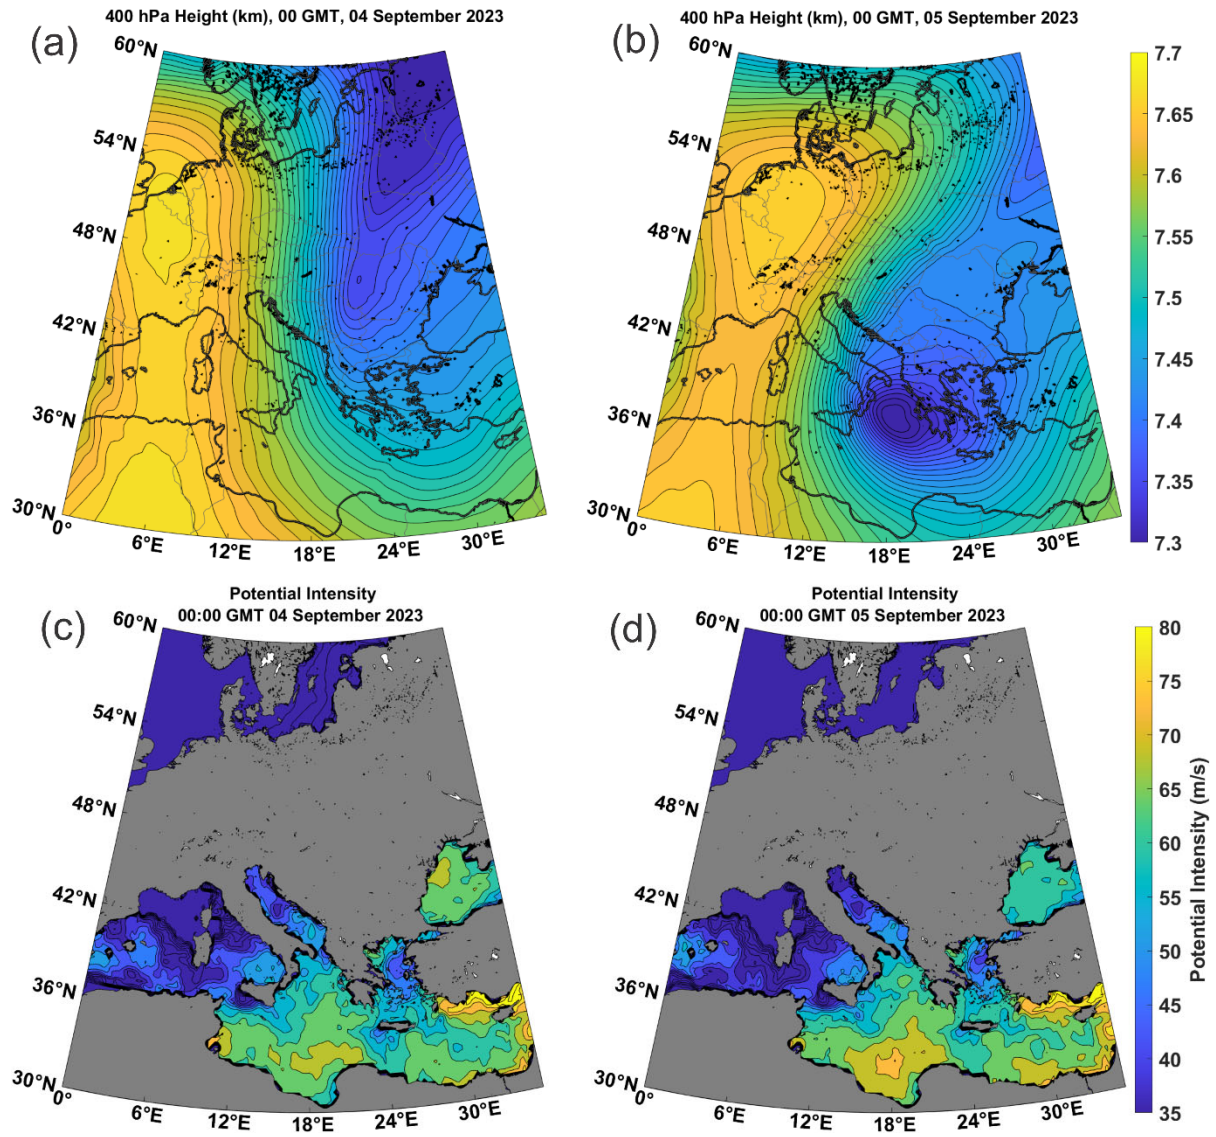 400 hPa Height (km), 00 GMT, 04 September 2023
(a)
60°N
54°N
48°N
42°N
36°N
30°N
0°
6°E
12°E
18°E
24°E
30°E
400 hPa Height (km), 00 GMT, 05 September 2023
(b)
60°N
54°N
48°N
42°N
36°N
30°N
0°
6°E
12°E
18°E
24°E
30°E
7.7
7.65
7.6
7.55
7.5
7.45
7.4
7.35
7.3
Potential Intensity
00:00 GMT 04 September 2023
(c)
60°N
54°N
48°N
42°N
36°N
30°N
0°
6°E
12°E
18°E
24°E
30°E
Potential Intensity
00:00 GMT 05 September 2023
(d)
60°N
54°N
48°N
42°N
36°N
30°N
0°
6°E
12°E
18°E
24°E
30°E
80
75
70
65
60
55
50
45
40
35
Potential Intensity (m/s)